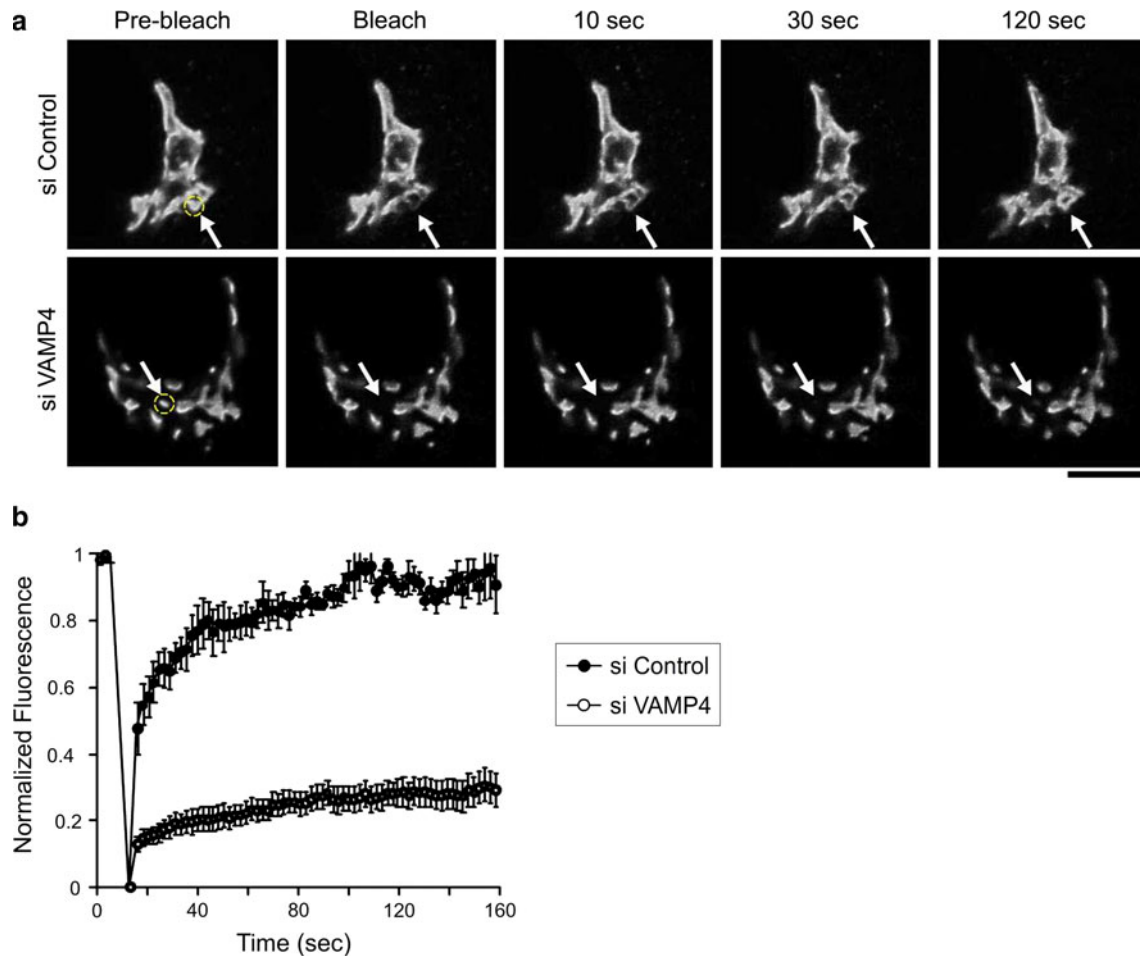 a
Pre-bleach Bleach 10 sec 30 sec 120 sec
si Control
si VAMP4
b
Normalized Fluorescence
1
0.8
0.6
0.4
0.2
0
0 40 80 120 160
Time (sec)
si Control
si VAMP4